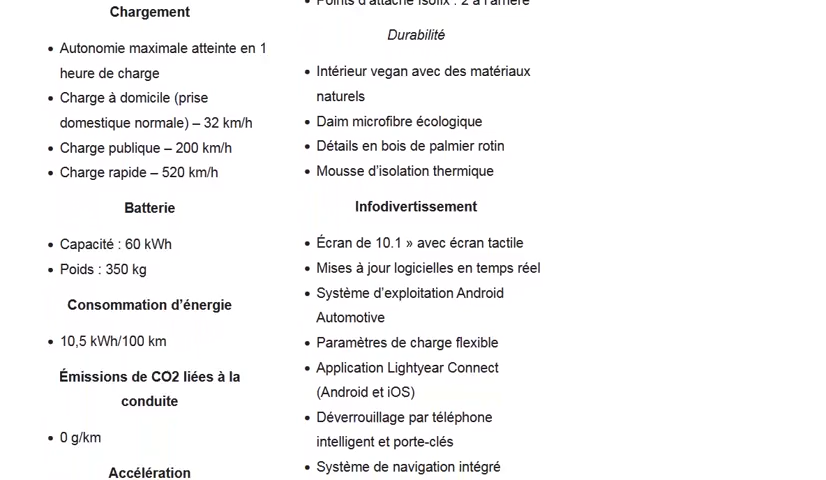 Chargement
Autonomie maximale atteinte en 1
heure de charge
Charge à domicile (prise
domestique normale) – 32 km/h
Charge publique – 200 km/h
Charge rapide – 520 km/h
Batterie
Capacité : 60 kWh
Poids : 350 kg
Consommation d’énergie
10,5 kWh/100 km
Émissions de CO2 liées à la
conduite
0 g/km
Accélération
Points d’attache Isofix : 2 à l’arrière
Durabilité
Intérieur vegan avec des matériaux
naturels
Daim microfibre écologique
Détails en bois de palmier rotin
Mousse d’isolation thermique
Infodivertissement
Écran de 10.1 » avec écran tactile
Mises à jour logicielles en temps réel
Système d’exploitation Android
Automotive
Paramètres de charge flexible
Application Lightyear Connect
(Android et iOS)
Déverrouillage par téléphone
intelligent et porte-clés
Système de navigation intégré